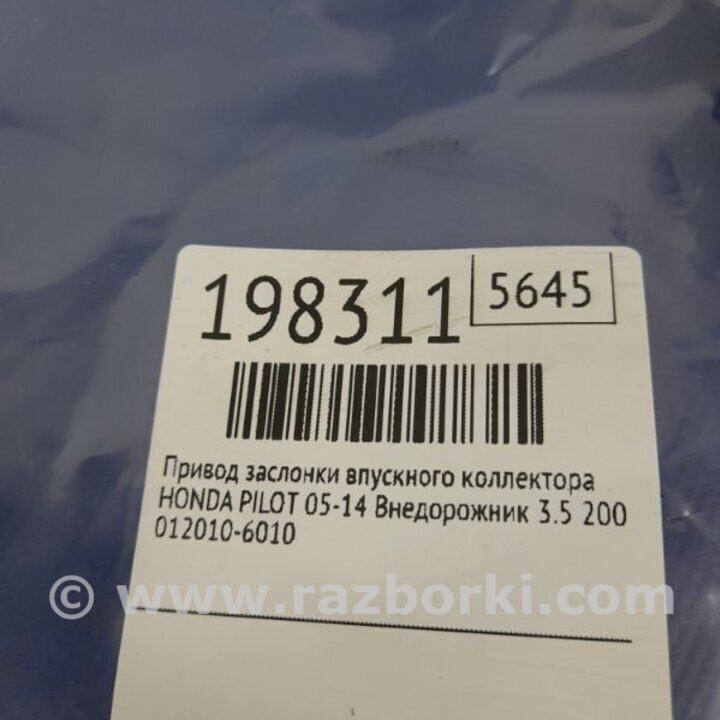 198311 5645
Привод заслонки впускного коллектора
HONDA PILOT 05-14 Внедорожник 3.5 200
012010-6010
© www.razborki.com